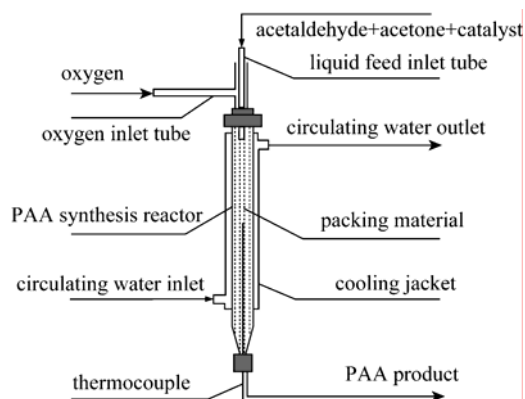 acetaldehyde+acetone+catalyst
liquid feed inlet tube
oxygen
oxygen inlet tube
circulating water outlet
PAA synthesis reactor
packing material
circulating water inlet
cooling jacket
thermocouple
PAA product